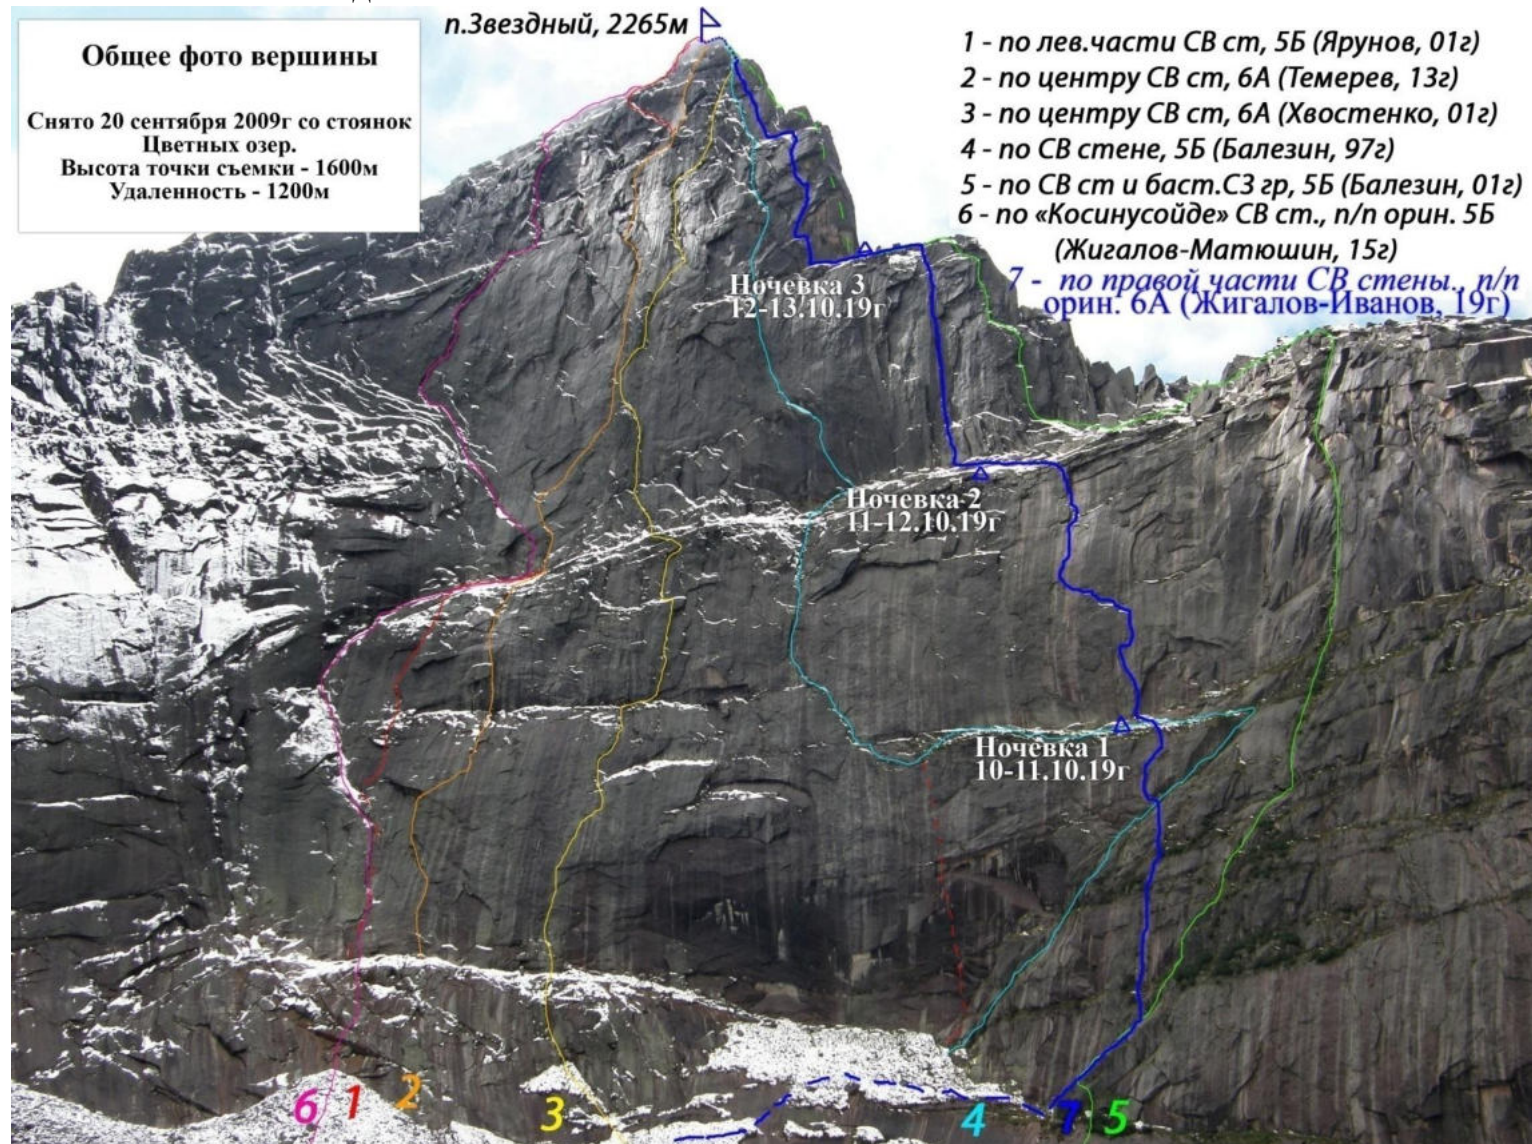 п.Звездный, 2265м
Общее фото вершины
Снято 20 сентября 2009г со стоянок
Цветных озер.
Высота точки съемки - 1600м
Удаленность - 1200м
1 - по лев.части СВ ст, 5Б (Ярунов, 01г)
2 - по центру СВ ст, 6А (Темерев, 13г)
3 - по центру СВ ст, 6А (Хвостенко, 01г)
4 - по СВ стене, 5Б (Балезин, 97г)
5 - по СВ ст и баст.СЗ гр, 5Б (Балезин, 01г)
6 - по «Косинусойде» СВ ст., п/п орин. 5Б
(Жигалов-Матюшин, 15г)
7 - по правой части СВ стены., п/п
орин. 6А (Жигалов-Иванов, 19г)
Ночевка 3
12-13.10.19г
Ночевка 2
11-12.10.19г
Ночевка 1
10-11.10.19г
6 1 2 3 4 7 5